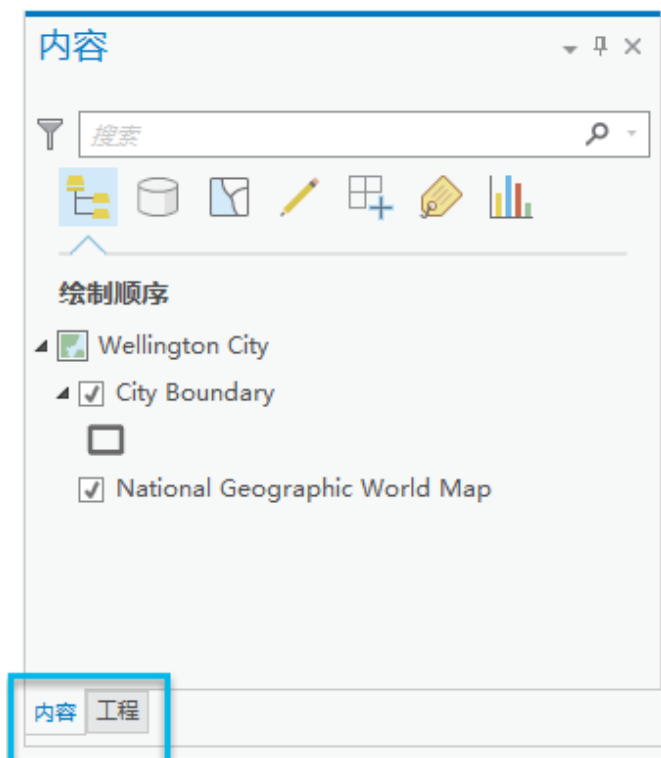 内容
搜索
绘制顺序
Wellington City
City Boundary
National Geographic World Map
内容 工程